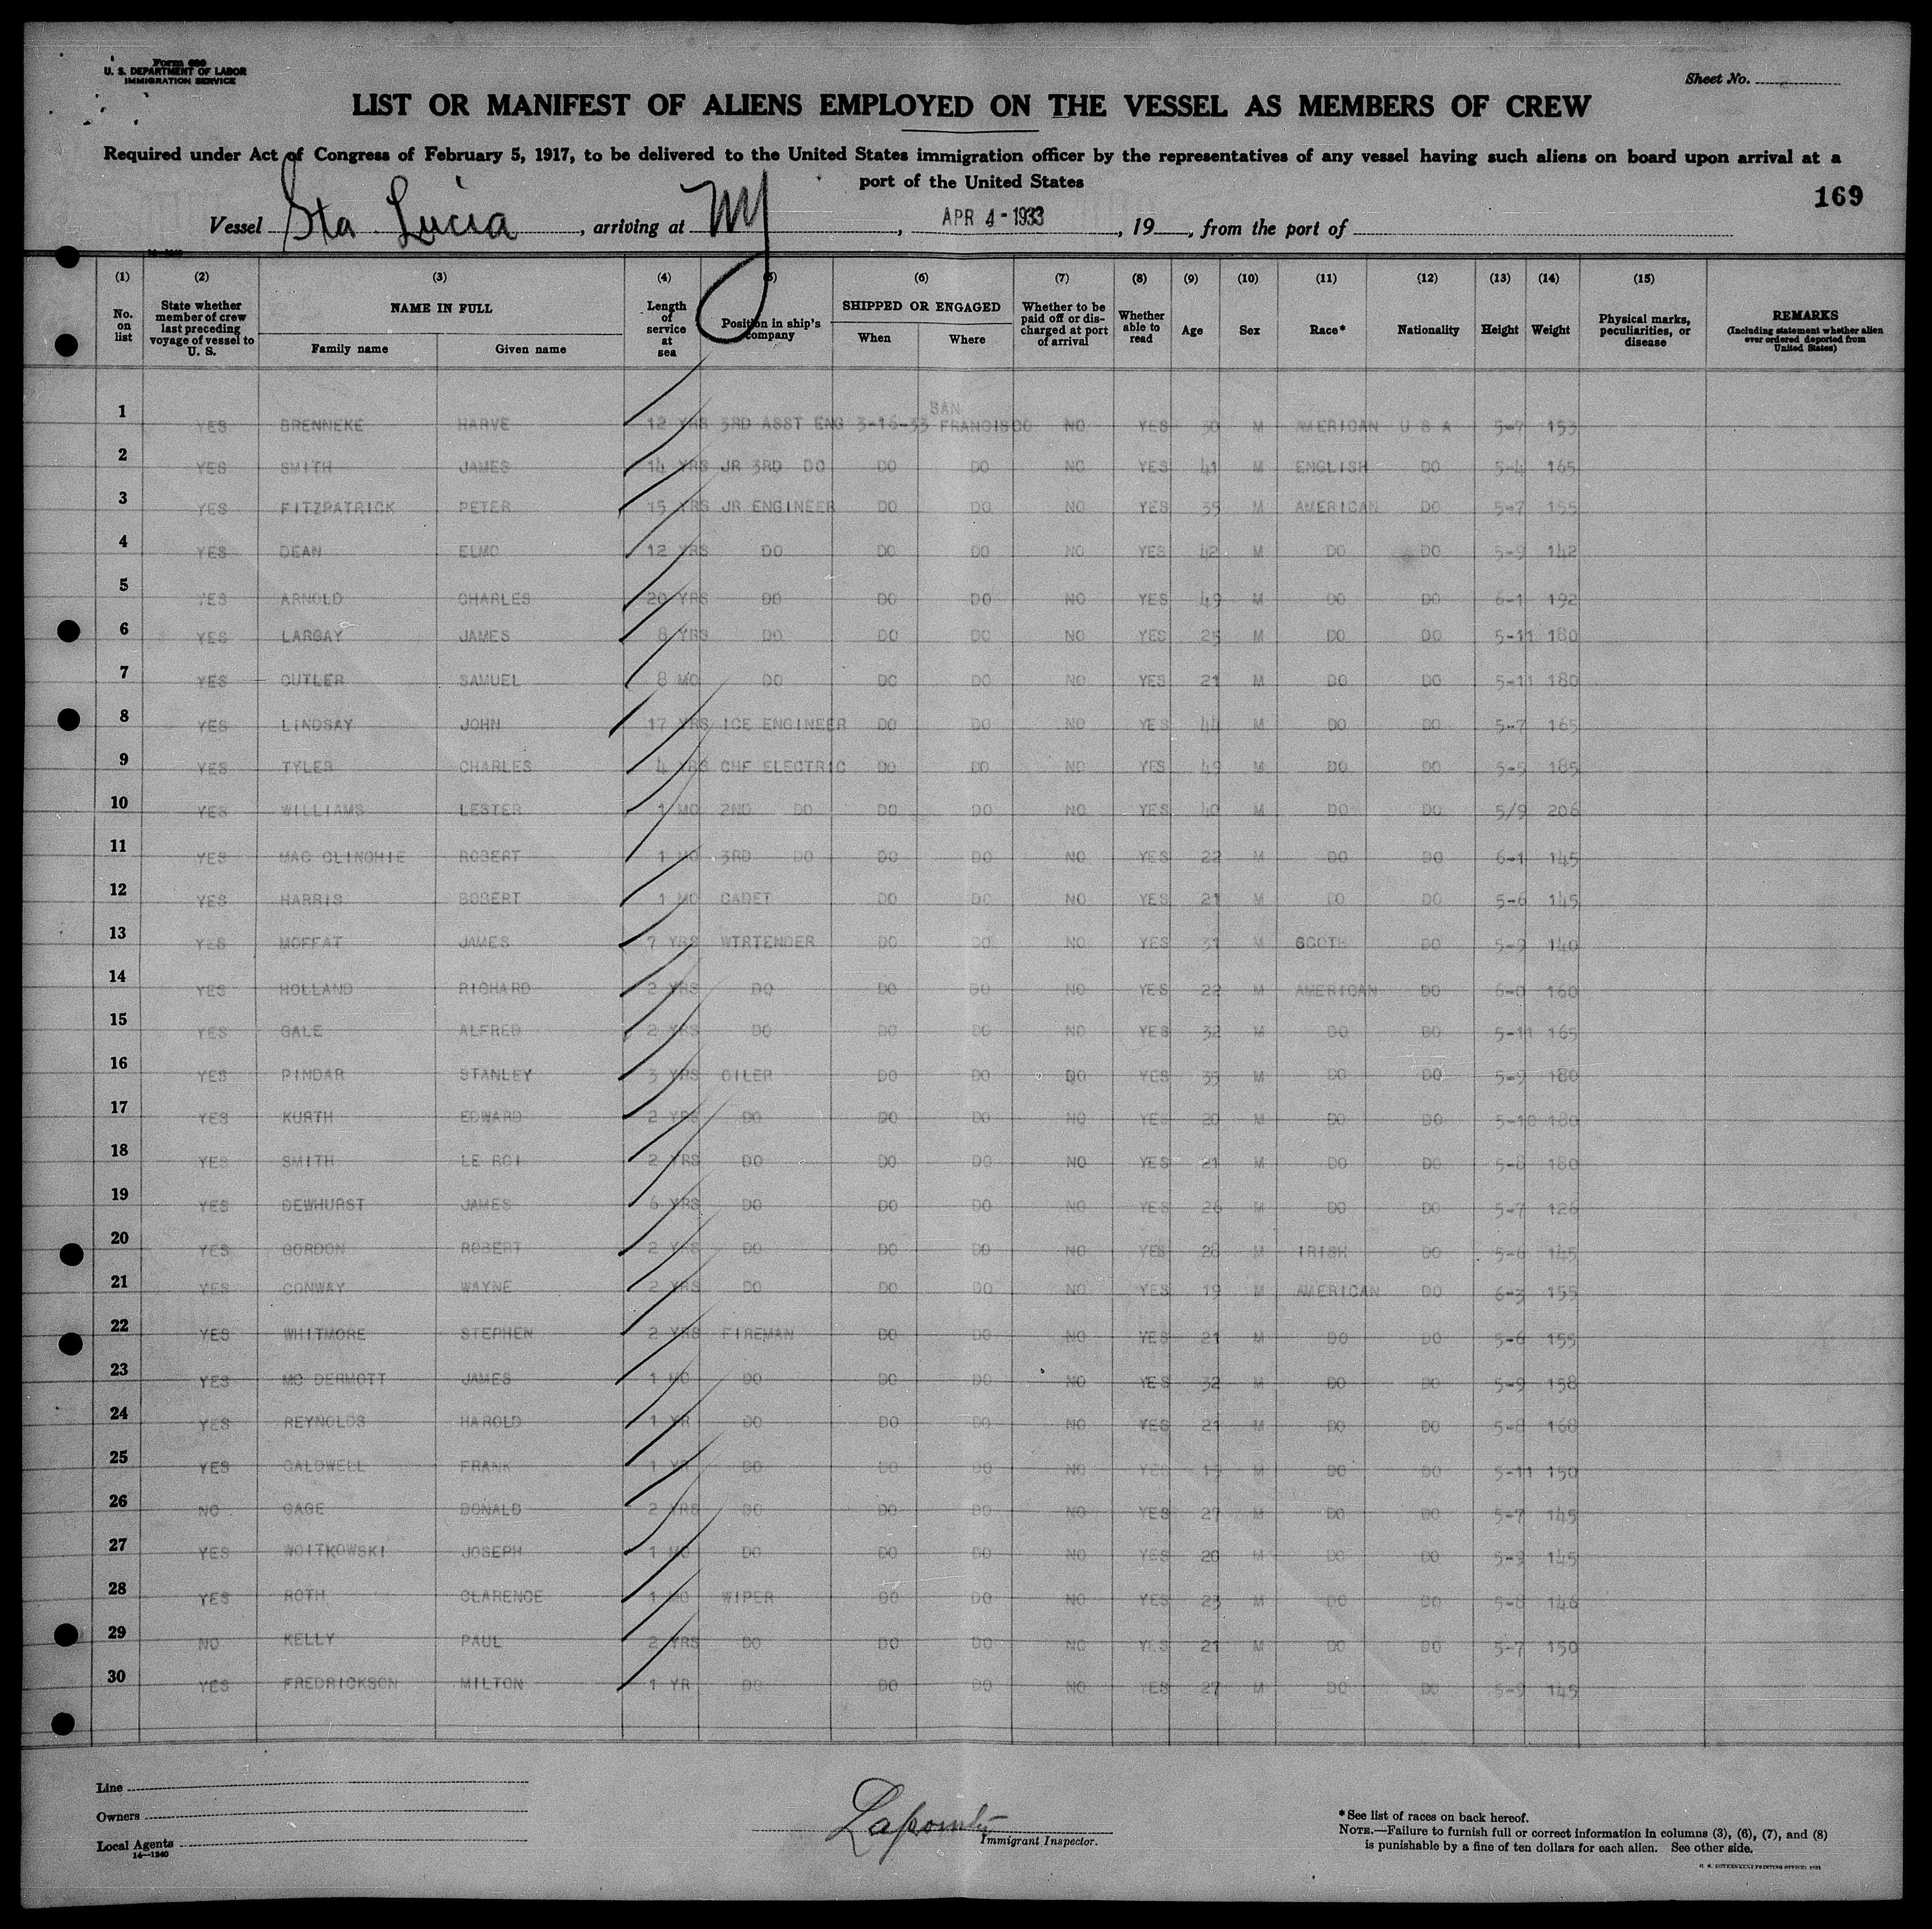 Form 680
U. S. DEPARTMENT OF LABOR
IMMIGRATION SERVICE
Sheet No.
LIST OR MANIFEST OF ALIENS EMPLOYED ON THE VESSEL AS MEMBERS OF CREW
Required under Act of Congress of February 5, 1917, to be delivered to the United States immigration officer by the representatives of any vessel having such aliens on board upon arrival at a
port of the United States
169
Vessel Sta Lucia, arriving at NY, APR 4-1933, 19, from the port of
(1) (2) (3) (4) (5) (6) (7) (8) (9) (10) (11) (12) (13) (14) (15)
No. on list | State whether member of crew last preceding voyage of vessel to U. S. | NAME IN FULL Family name Given name | Length of service at sea | Position in ship's company | SHIPPED OR ENGAGED When Where | Whether to be paid off or discharged at port of arrival | Whether able to read | Age | Sex | Race* | Nationality | Height | Weight | Physical marks, peculiarities, or disease | REMARKS (Including statement whether alien ever ordered deported from United States)
1 YES BRENNEKE HARVE 12 YRS 3RD ASST ENG 3-16-33 SAN FRANCISCO NO YES 30 M AMERICAN U S A 5-7 153
2 YES SMITH JAMES 14 YRS JR 3RD DO DO DO NO YES 41 M ENGLISH DO 5-4 165
3 YES FITZPATRICK PETER 15 YRS JR ENGINEER DO DO NO YES 35 M AMERICAN DO 5-7 155
4 YES DEAN ELMO 12 YRS DO DO DO NO YES 42 M DO DO 5-9 142
5 YES ARNOLD CHARLES 20 YRS DO DO DO NO YES 49 M DO DO 6-1 192
6 YES LARGAY JAMES 8 YRS DO DO DO NO YES 25 M DO DO 5-11 180
7 YES CUTLER SAMUEL 8 MO DO DO DO NO YES 21 M DO DO 5-11 180
8 YES LINDSAY JOHN 17 YRS ICE ENGINEER DO DO NO YES 44 M DO DO 5-7 165
9 YES TYLER CHARLES 4 YRS CHF ELECTRIC DO DO NO YES 49 M DO DO 5-5 185
10 YES WILLIAMS LESTER 1 MO 2ND DO DO DO NO YES 40 M DO DO 5/9 206
11 YES MAC CLINCHIE ROBERT 1 MO 3RD DO DO DO NO YES 22 M DO DO 6-1 145
12 YES HARRIS ROBERT 1 MO CADET DO DO NO YES 21 M DO DO 5-6 145
13 YES MOFFAT JAMES 7 YRS WTRTENDER DO DO NO YES 31 M SCOTH DO 5-9 140
14 YES HOLLAND RICHARD 2 YRS DO DO DO NO YES 22 M AMERICAN DO 6-0 160
15 YES GALE ALFRED 2 YRS DO DO DO NO YES 32 M DO DO 5-11 165
16 YES PINDAR STANLEY 3 YRS OILER DO DO DO YES 35 M DO DO 5-9 180
17 YES KURTH EDWARD 2 YRS DO DO DO NO YES 20 M DO DO 5-10 180
18 YES SMITH LE ROI 2 YRS DO DO DO NO YES 21 M DO DO 5-8 180
19 YES DEWHURST JAMES 6 YRS DO DO DO NO YES 26 M DO DO 5-7 126
20 YES GORDON ROBERT 2 YRS DO DO DO NO YES 28 M IRISH DO 5-6 145
21 YES CONWAY WAYNE 2 YRS DO DO DO NO YES 19 M AMERICAN DO 6-3 155
22 YES WHITMORE STEPHEN 2 YRS FIREMAN DO DO NO YES 21 M DO DO 5-6 155
23 YES MC DERMOTT JAMES 1 MO DO DO DO NO YES 32 M DO DO 5-9 158
24 YES REYNOLDS HAROLD 1 YR DO DO DO NO YES 21 M DO DO 5-8 168
25 YES CALDWELL FRANK 1 YR DO DO DO NO YES 19 M DO DO 5-11 150
26 NO GAGE DONALD 2 YRS DO DO DO NO YES 27 M DO DO 5-7 145
27 YES WOITKOWSKI JOSEPH 1 MO DO DO DO NO YES 20 M DO DO 5-9 145
28 YES ROTH CLARENCE 1 MO WIPER DO DO NO YES 23 M DO DO 5-8 146
29 NO KELLY PAUL 2 YRS DO DO DO NO YES 21 M DO DO 5-7 150
30 YES FREDRICKSON MILTON 1 YR DO DO DO NO YES 27 M DO DO 5-9 145
Line
Owners
Local Agents
14—1240
Immigrant Inspector.
*See list of races on back hereof.
NOTE.—Failure to furnish full or correct information in columns (3), (6), (7), and (8)
is punishable by a fine of ten dollars for each alien. See other side.